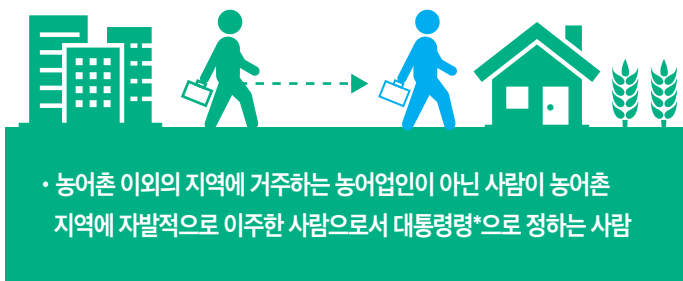 · 농어촌 이외의 지역에 거주하는 농어업인이 아닌 사람이 농어촌
지역에 자발적으로 이주한 사람으로서 대통령령*으로 정하는 사람